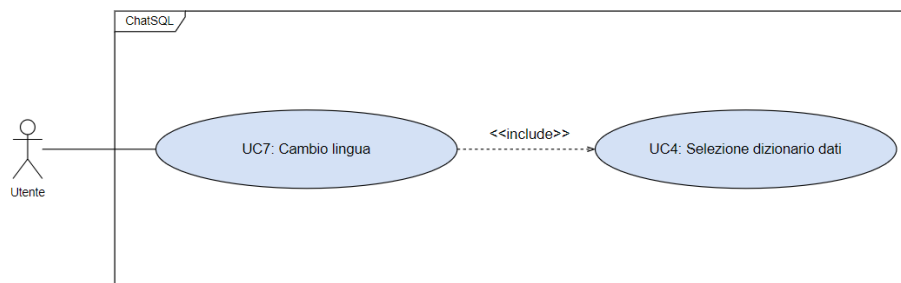 ChatSQL
<<include>>
UC7: Cambio lingua
UC4: Selezione dizionario dati
Utente